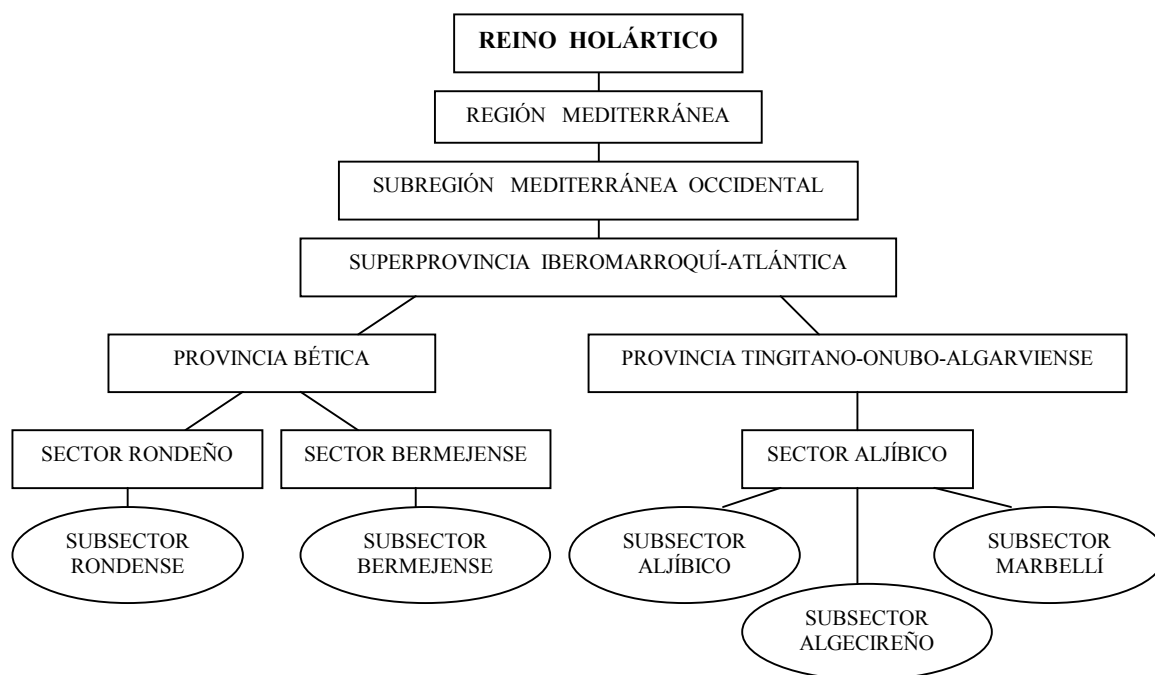 REINO HOLÁRTICO
REGIÓN MEDITERRÁNEA
SUBREGIÓN MEDITERRÁNEA OCCIDENTAL
SUPERPROVINCIA IBEROMARROQUÍ-ATLÁNTICA
PROVINCIA BÉTICA
PROVINCIA TINGITANO-ONUBO-ALGARVIENSE
SECTOR RONDEÑO
SECTOR BERMEJENSE
SECTOR ALJÍBICO
SUBSECTOR
RONDENSE
SUBSECTOR
BERMEJENSE
SUBSECTOR
ALJÍBICO
SUBSECTOR
MARBELLÍ
SUBSECTOR
ALGECIREÑO